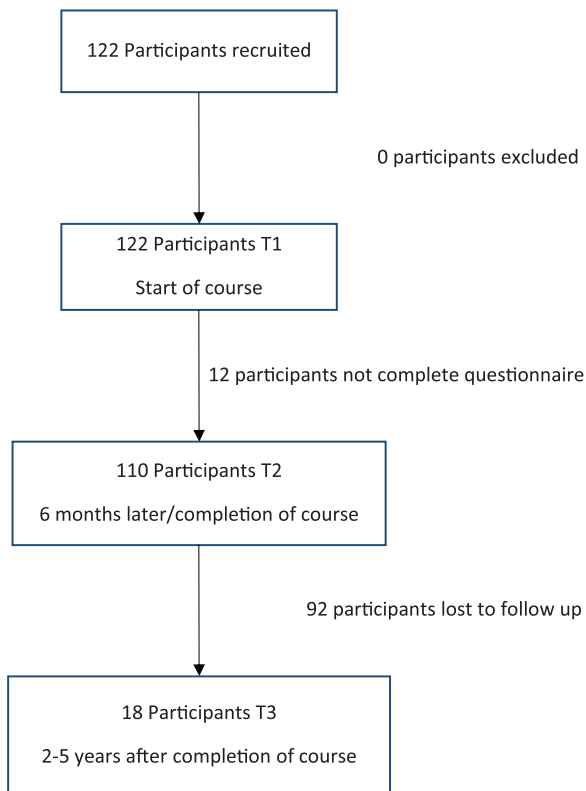 122 Participants recruited
0 participants excluded
122 Participants T1
Start of course
12 participants not complete questionnaire
110 Participants T2
6 months later/completion of course
92 participants lost to follow up
18 Participants T3
2-5 years after completion of course